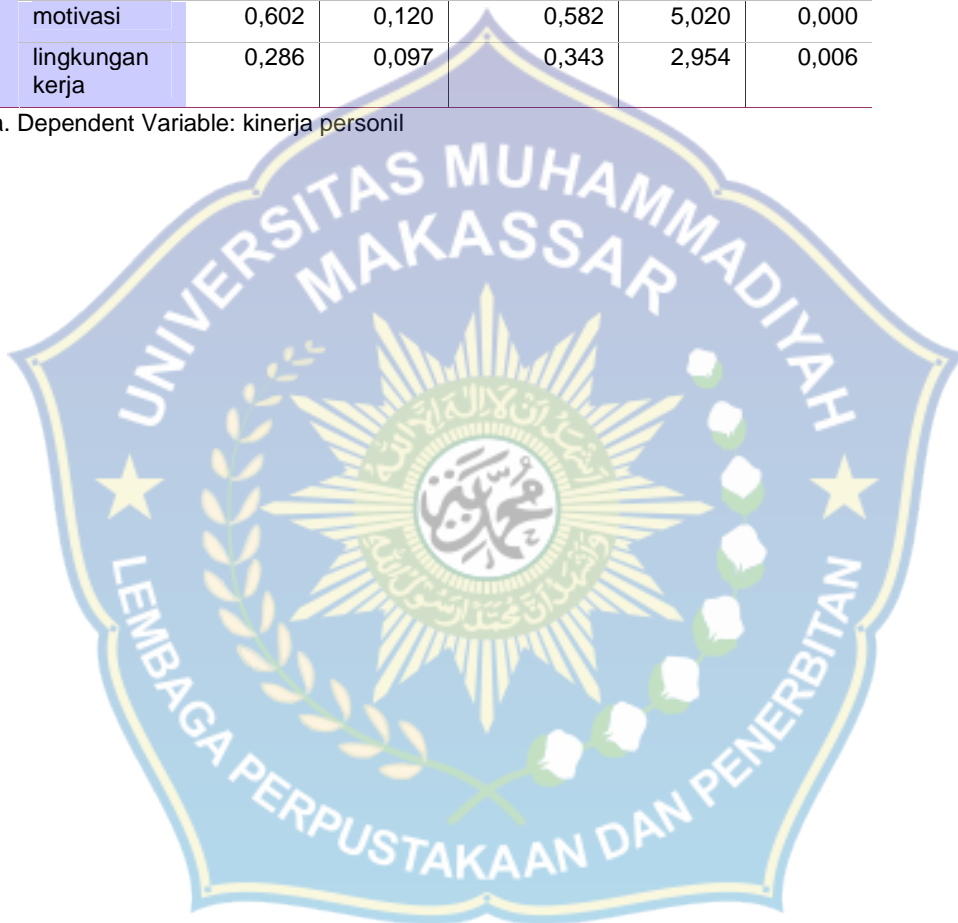 motivasi 0,602 0,120 0,582 5,020 0,000
lingkungan 0,286 0,097 0,343 2,954 0,006
kerja
a. Dependent Variable: kinerja personil
UNIVERSITAS MUHAMMADIYAH
MAKASSAR
LEMBAGA PERPUSTAKAAN DAN PENERBITAN